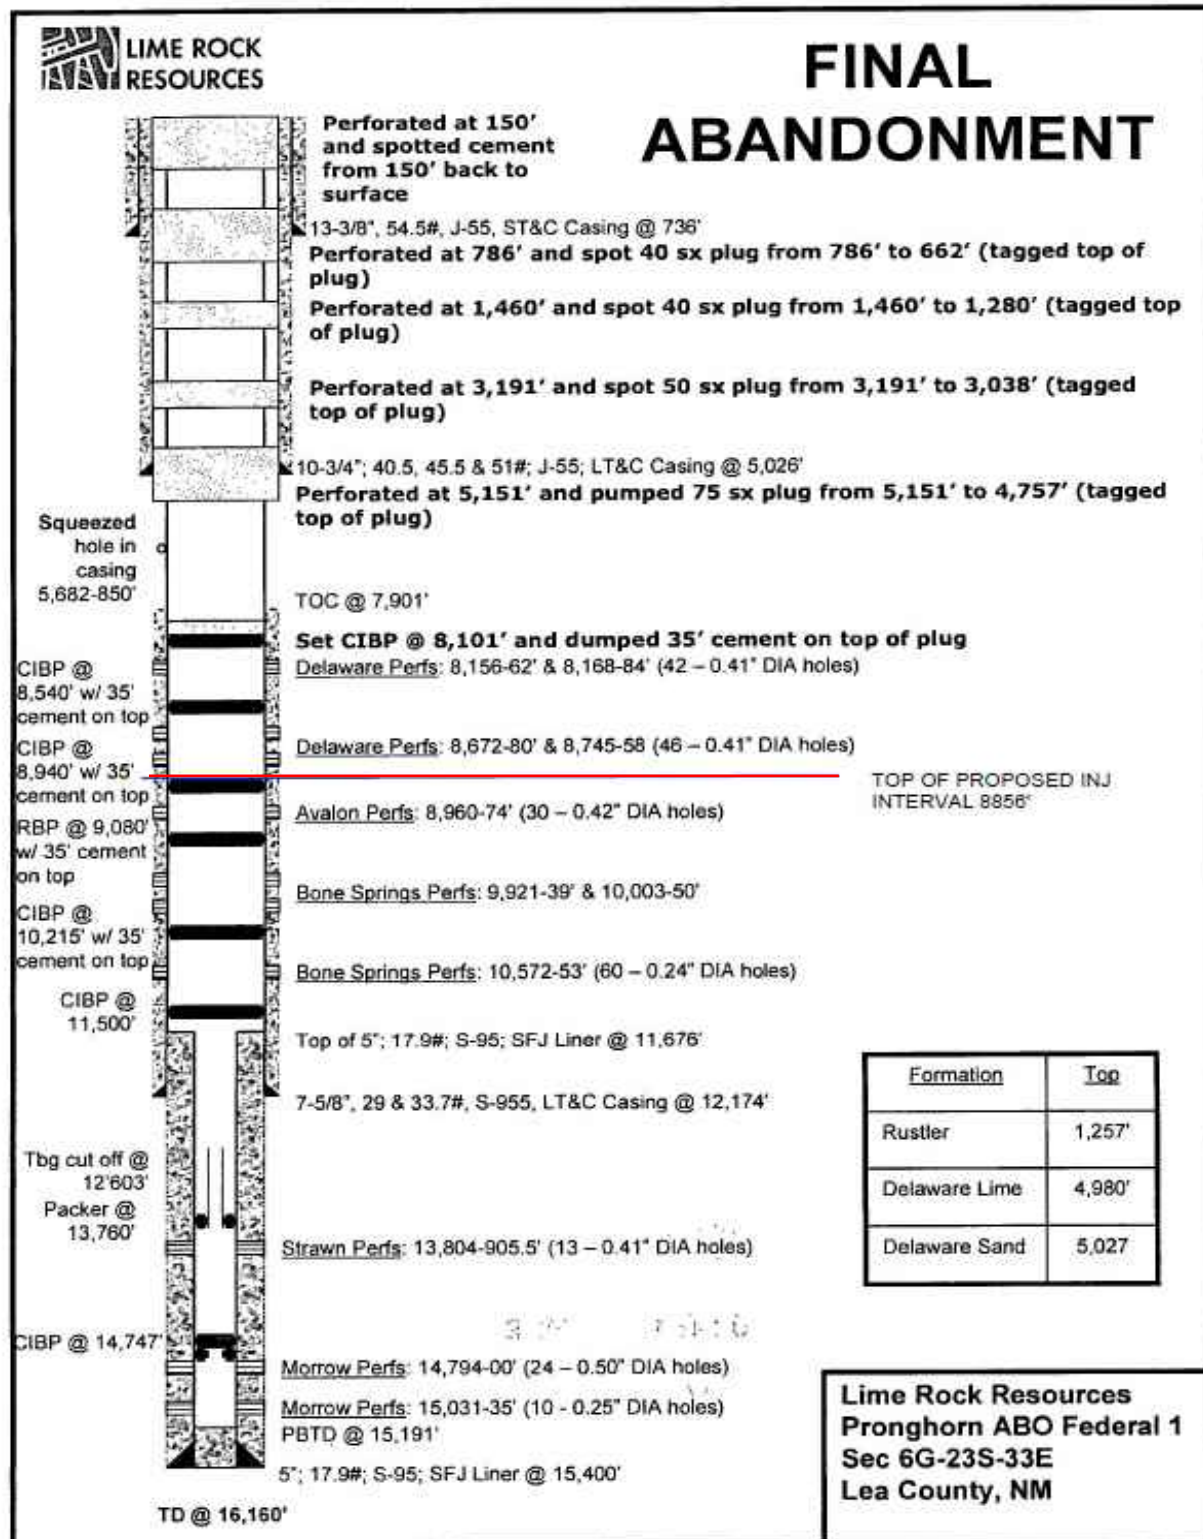 LIME ROCK
RESOURCES
FINAL
ABANDONMENT
Perforated at 150'
and spotted cement
from 150' back to
surface
13-3/8", 54.5#, J-55, ST&C Casing @ 736'
Perforated at 786' and spot 40 sx plug from 786' to 662' (tagged top of
plug)
Perforated at 1,460' and spot 40 sx plug from 1,460' to 1,280' (tagged top
of plug)
Perforated at 3,191' and spot 50 sx plug from 3,191' to 3,038' (tagged
top of plug)
10-3/4"; 40.5, 45.5 & 51#; J-55; LT&C Casing @ 5,026'
Perforated at 5,151' and pumped 75 sx plug from 5,151' to 4,757' (tagged
top of plug)
Squeezed
hole in
casing
5,682-850'
TOC @ 7,901'
Set CIBP @ 8,101' and dumped 35' cement on top of plug
Delaware Perfs: 8,156-62' & 8,168-84' (42 – 0.41" DIA holes)
CIBP @
8,540' w/ 35'
cement on top
Delaware Perfs: 8,672-80' & 8,745-58 (46 – 0.41" DIA holes)
CIBP @
8,940' w/ 35'
cement on top
TOP OF PROPOSED INJ
INTERVAL 8856'
Avalon Perfs: 8,960-74' (30 – 0.42" DIA holes)
RBP @ 9,080'
w/ 35' cement
on top
Bone Springs Perfs: 9,921-39' & 10,003-50'
CIBP @
10,215' w/ 35'
cement on top
Bone Springs Perfs: 10,572-53' (60 – 0.24" DIA holes)
CIBP @
11,500'
Top of 5"; 17.9#; S-95; SFJ Liner @ 11,676'
7-5/8", 29 & 33.7#, S-955, LT&C Casing @ 12,174'
Formation Top
Rustler 1,257'
Delaware Lime 4,980'
Delaware Sand 5,027
Tbg cut off @
12'603'
Packer @
13,760'
Strawn Perfs: 13,804-905.5' (13 – 0.41" DIA holes)
CIBP @ 14,747'
Morrow Perfs: 14,794-00' (24 – 0.50" DIA holes)
Morrow Perfs: 15,031-35' (10 - 0.25" DIA holes)
PBTD @ 15,191'
5"; 17.9#; S-95; SFJ Liner @ 15,400'
TD @ 16,160'
Lime Rock Resources
Pronghorn ABO Federal 1
Sec 6G-23S-33E
Lea County, NM